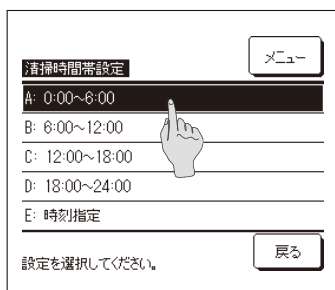 清掃時間帯設定
メニュー
A: 0:00~6:00
B: 6:00~12:00
C: 12:00~18:00
D: 18:00~24:00
E: 時刻指定
設定を選択してください。
戻る